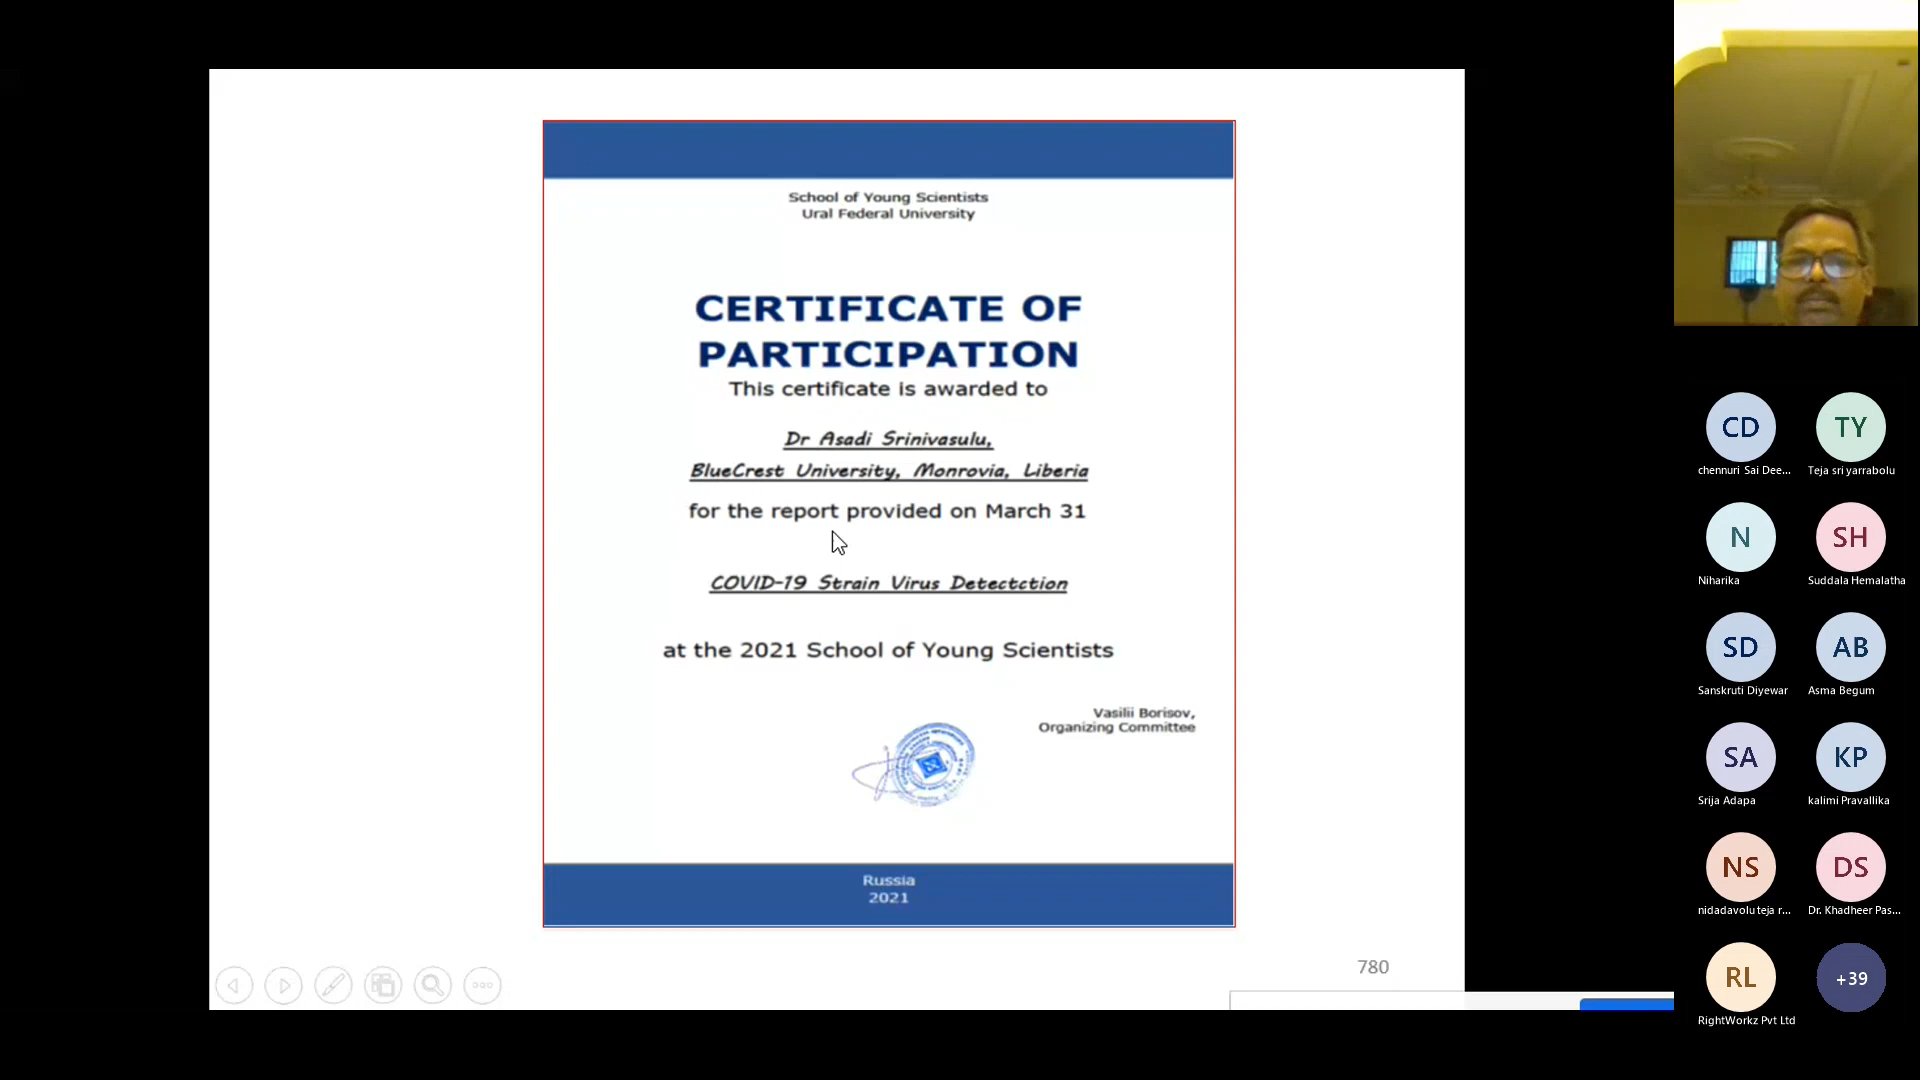 School of Young Scientists
Ural Federal University
CERTIFICATE OF
PARTICIPATION
This certificate is awarded to
Dr Asadi Srinivasulu,
BlueCrest University, Monrovia, Liberia
for the report provided on March 31
COVID-19 Strain Virus Detectction
at the 2021 School of Young Scientists
Vasilii Borisov,
Organizing Committee
Russia
2021
780
CD
chennuri Sai Dee...
TY
Teja sri yarrabolu
N
Niharika
SH
Suddala Hemalatha
SD
Sanskruti Diyewar
AB
Asma Begum
SA
Srija Adapa
KP
kalimi Pravallika
NS
nidadavolu teja r...
DS
Dr. Khadheer Pas...
RL
RightWorkz Pvt Ltd
+39